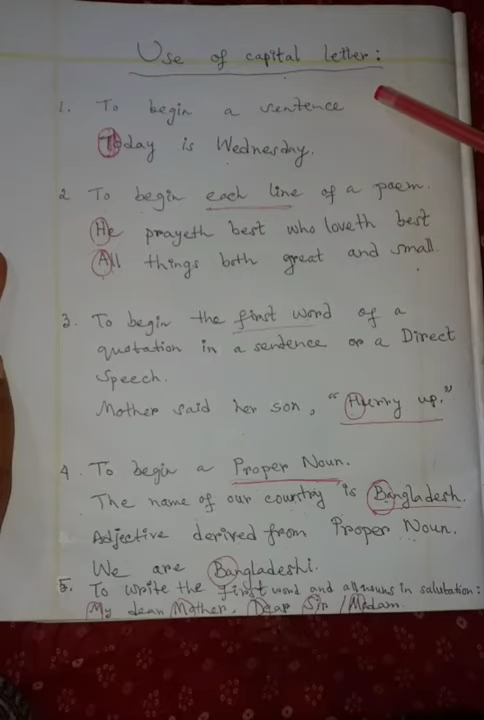 Use of capital letter:
1. To begin a sentence
Today is Wednesday.
2 To begin each line of a poem.
He prayeth best who loveth best
All things both great and small.
3. To begin the first word of a
quotation in a sentence or a Direct
Speech.
Mother said her son, "Hurry up."
4. To begin a Proper Noun.
The name of our country is Bangladesh.
Adjective derived from Proper Noun.
We are Bangladeshi.
5. To write the first word and all nouns in salutation:
My dear Mother, Dear Sir / Madam